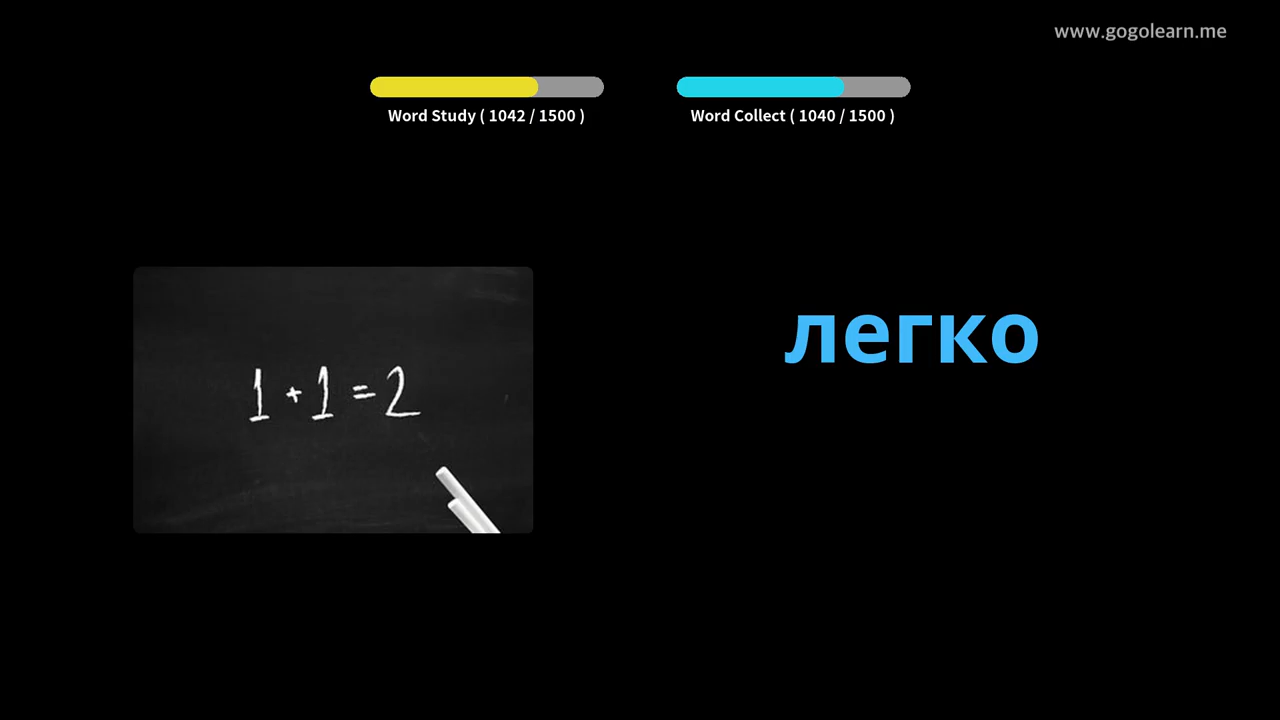 www.gogolearn.me
Word Study ( 1042 / 1500 )
Word Collect ( 1040 / 1500 )
легко
1 + 1 = 2